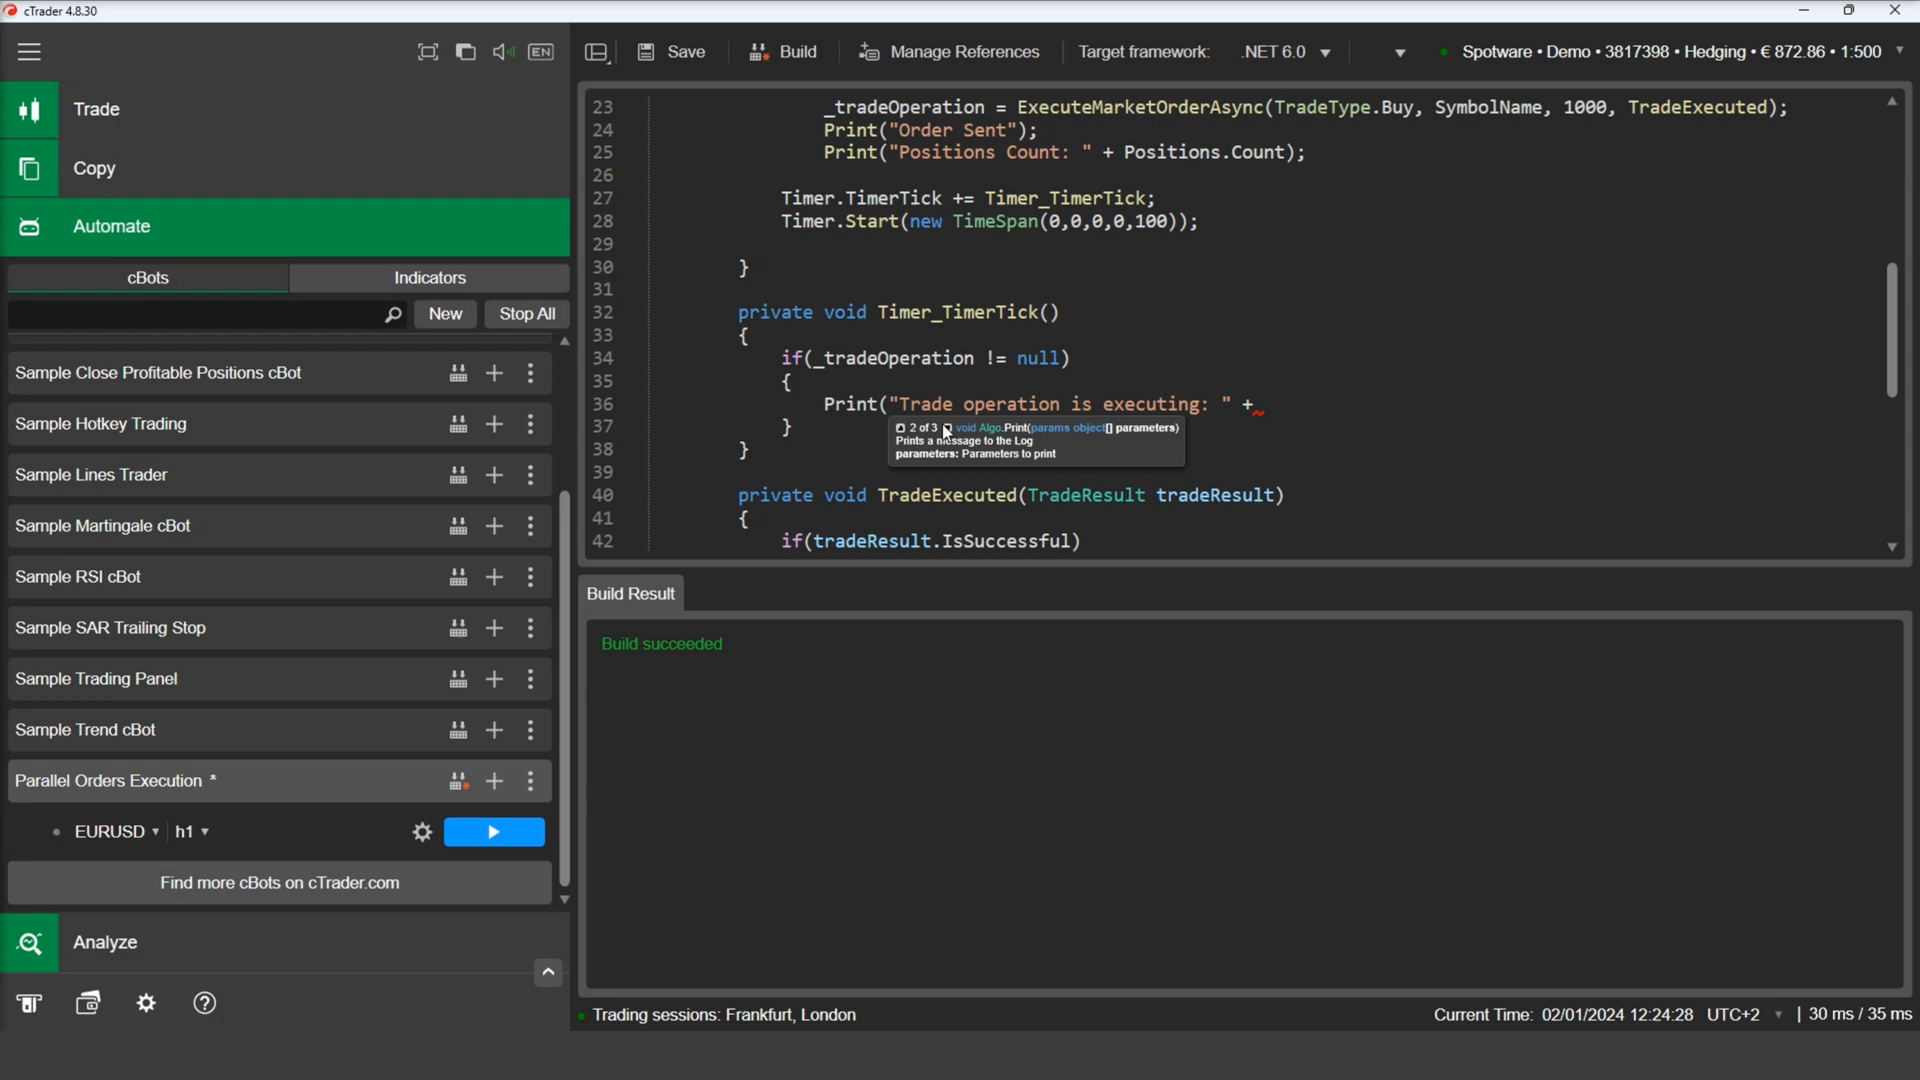 cTrader 4.8.30
EN
Save
Build
Manage References
Target framework:
.NET 6.0
Spotware • Demo • 3817398 • Hedging • € 872.86 • 1:500
Trade
Copy
Automate
cBots
Indicators
New
Stop All
Sample Close Profitable Positions cBot
Sample Hotkey Trading
Sample Lines Trader
Sample Martingale cBot
Sample RSI cBot
Sample SAR Trailing Stop
Sample Trading Panel
Sample Trend cBot
Parallel Orders Execution *
EURUSD h1
Find more cBots on cTrader.com
Analyze
23 _tradeOperation = ExecuteMarketOrderAsync(TradeType.Buy, SymbolName, 1000, TradeExecuted);
24 Print("Order Sent");
25 Print("Positions Count: " + Positions.Count);
26
27 Timer.TimerTick += Timer_TimerTick;
28 Timer.Start(new TimeSpan(0,0,0,0,100));
29
30 }
31
32 private void Timer_TimerTick()
33 {
34 if(_tradeOperation != null)
35 {
36 Print("Trade operation is executing: " +
37 }
38 }
39
40 private void TradeExecuted(TradeResult tradeResult)
41 {
42 if(tradeResult.IsSuccessful)
2 of 3 void Algo.Print(params object[] parameters)
Prints a message to the Log
parameters: Parameters to print
Build Result
Build succeeded
Trading sessions: Frankfurt, London
Current Time: 02/01/2024 12:24:28 UTC+2 | 30 ms / 35 ms